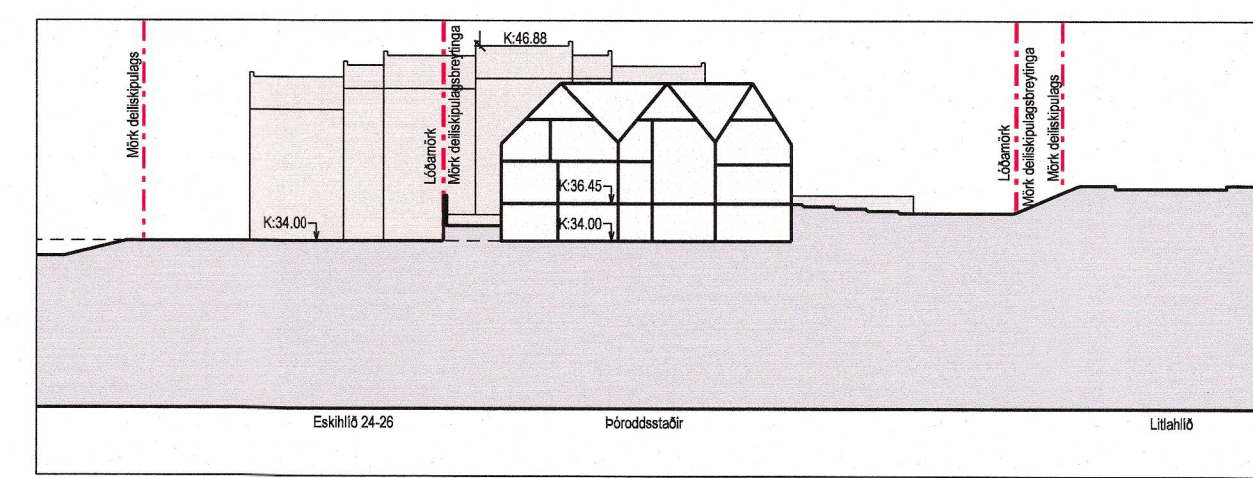 Mörk deiliskipulags
Lóðamörk
Mörk deiliskipulagsbreytinga
K:46.88
K:34.00
K:36.45
K:34.00
Lóðamörk
Mörk deiliskipulagsbreytinga
Mörk deiliskipulags
Eskihlíð 24-26
Þóroddsstaðir
Litlahlíð